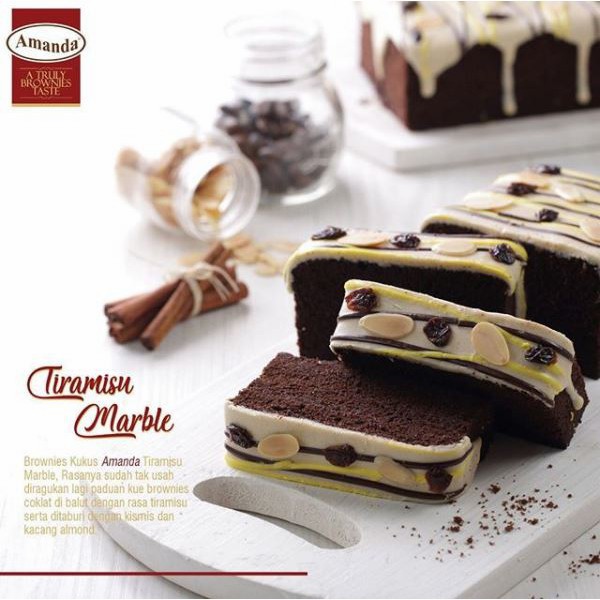 Amanda
A TRULY
BROWNIES
TASTE
Tiramisu
Marble
Brownies Kukus Amanda Tiramisu
Marble, Rasanya sudah tak usah
diragukan lagi paduan kue brownies
coklat di balut dengan rasa tiramisu
serta ditaburi dengan kismis dan
kacang almond.